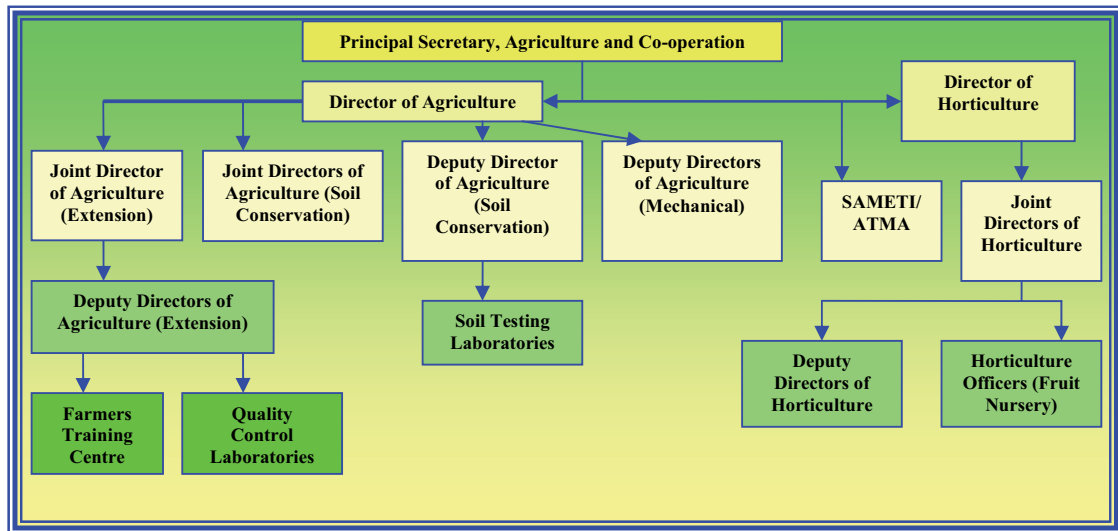 Principal Secretary, Agriculture and Co-operation
Director of Agriculture
Director of
Horticulture
Joint Director
of Agriculture
(Extension)
Joint Directors of
Agriculture (Soil
Conservation)
Deputy Director
of Agriculture
(Soil
Conservation)
Deputy Directors
of Agriculture
(Mechanical)
SAMETI/
ATMA
Joint
Directors of
Horticulture
Deputy Directors of
Agriculture (Extension)
Soil Testing
Laboratories
Deputy
Directors of
Horticulture
Horticulture
Officers (Fruit
Nursery)
Farmers
Training
Centre
Quality
Control
Laboratories